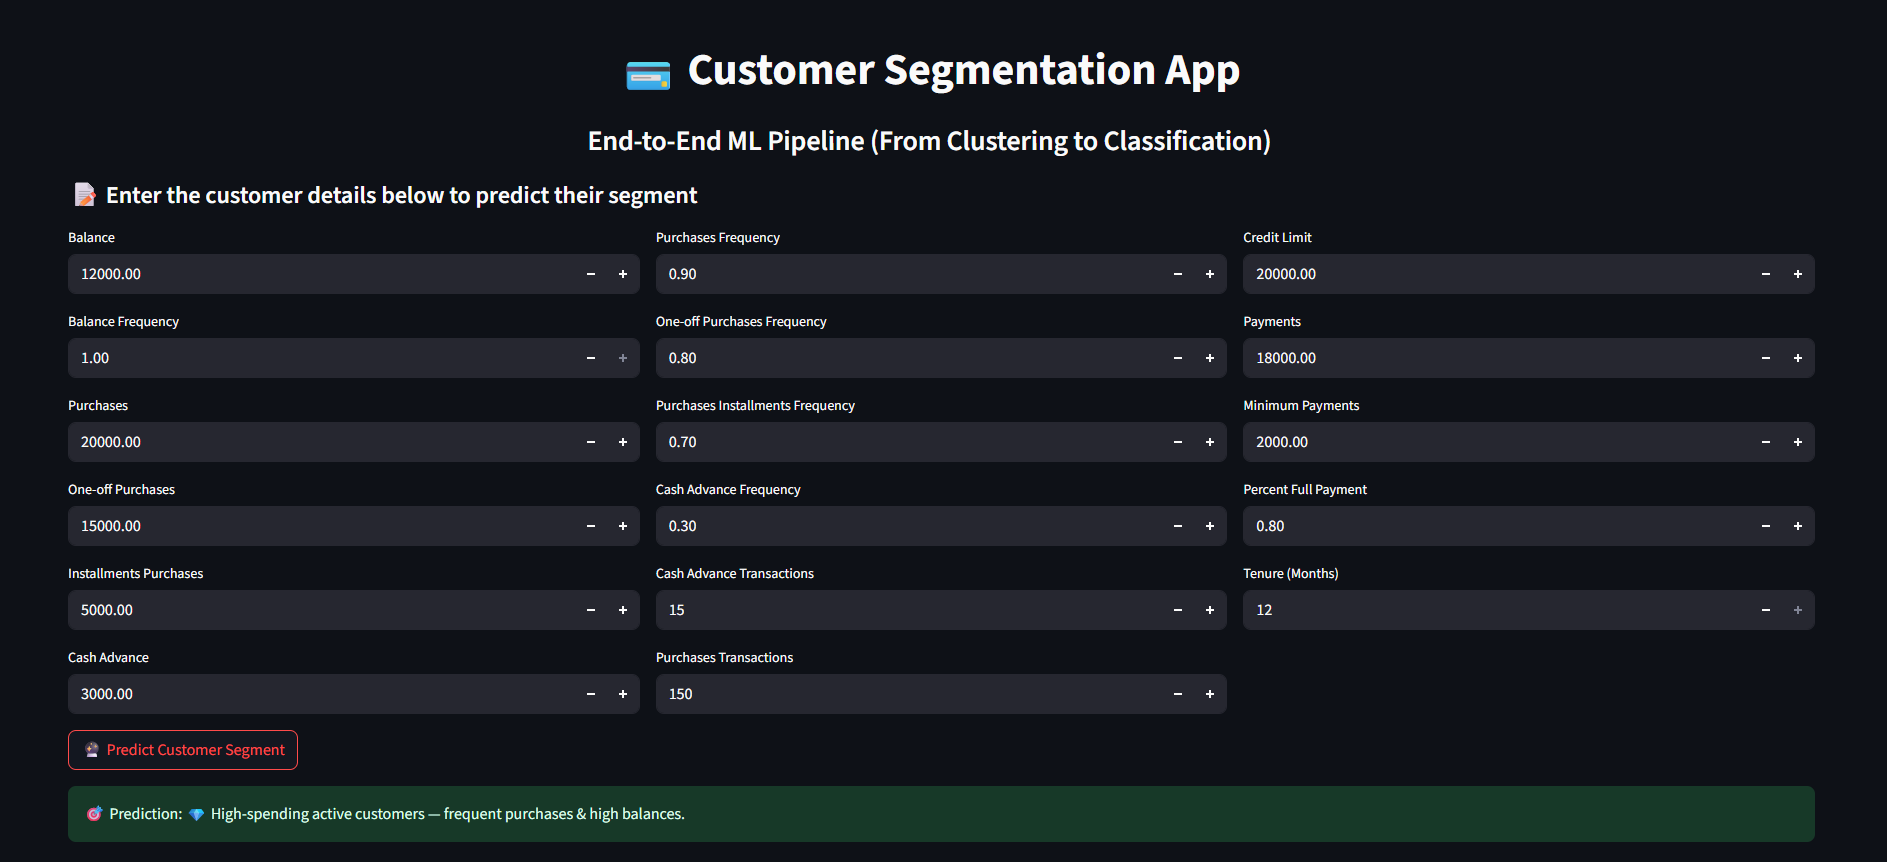 Customer Segmentation App
End-to-End ML Pipeline (From Clustering to Classification)
Enter the customer details below to predict their segment
Balance
12000.00
Balance Frequency
1.00
Purchases
20000.00
One-off Purchases
15000.00
Installments Purchases
5000.00
Cash Advance
3000.00
Purchases Frequency
0.90
One-off Purchases Frequency
0.80
Purchases Installments Frequency
0.70
Cash Advance Frequency
0.30
Cash Advance Transactions
15
Purchases Transactions
150
Credit Limit
20000.00
Payments
18000.00
Minimum Payments
2000.00
Percent Full Payment
0.80
Tenure (Months)
12
Predict Customer Segment
Prediction: 💎 High-spending active customers — frequent purchases & high balances.